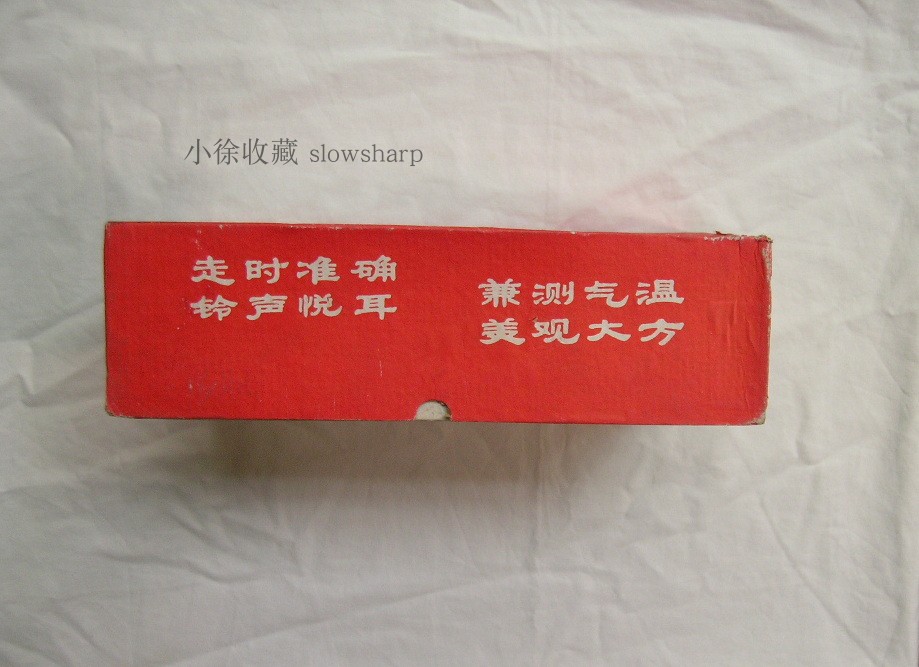 小徐收藏 slowsharp
走时准确
铃声悦耳
兼测气温
美观大方